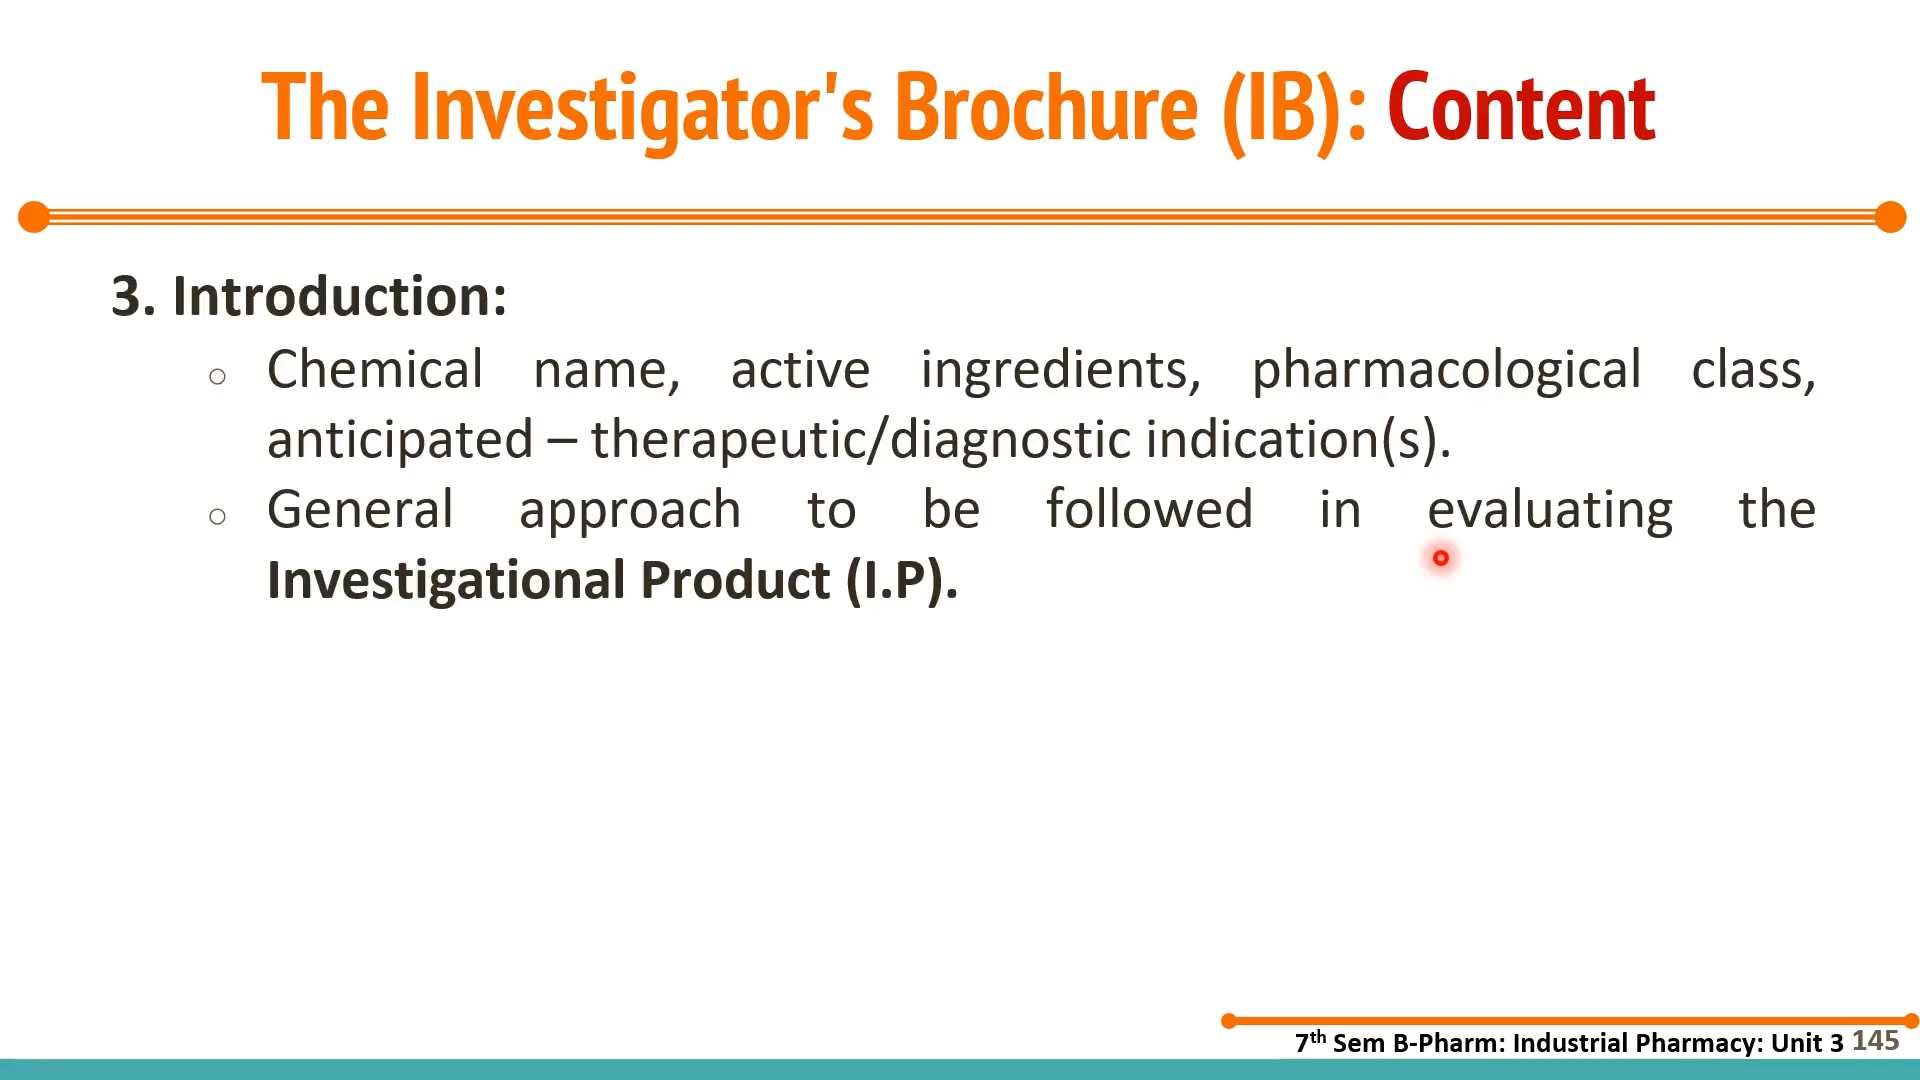 The Investigator's Brochure (IB): Content
3. Introduction:
○ Chemical name, active ingredients, pharmacological class,
anticipated – therapeutic/diagnostic indication(s).
○ General approach to be followed in evaluating the
Investigational Product (I.P).
7th Sem B-Pharm: Industrial Pharmacy: Unit 3 145